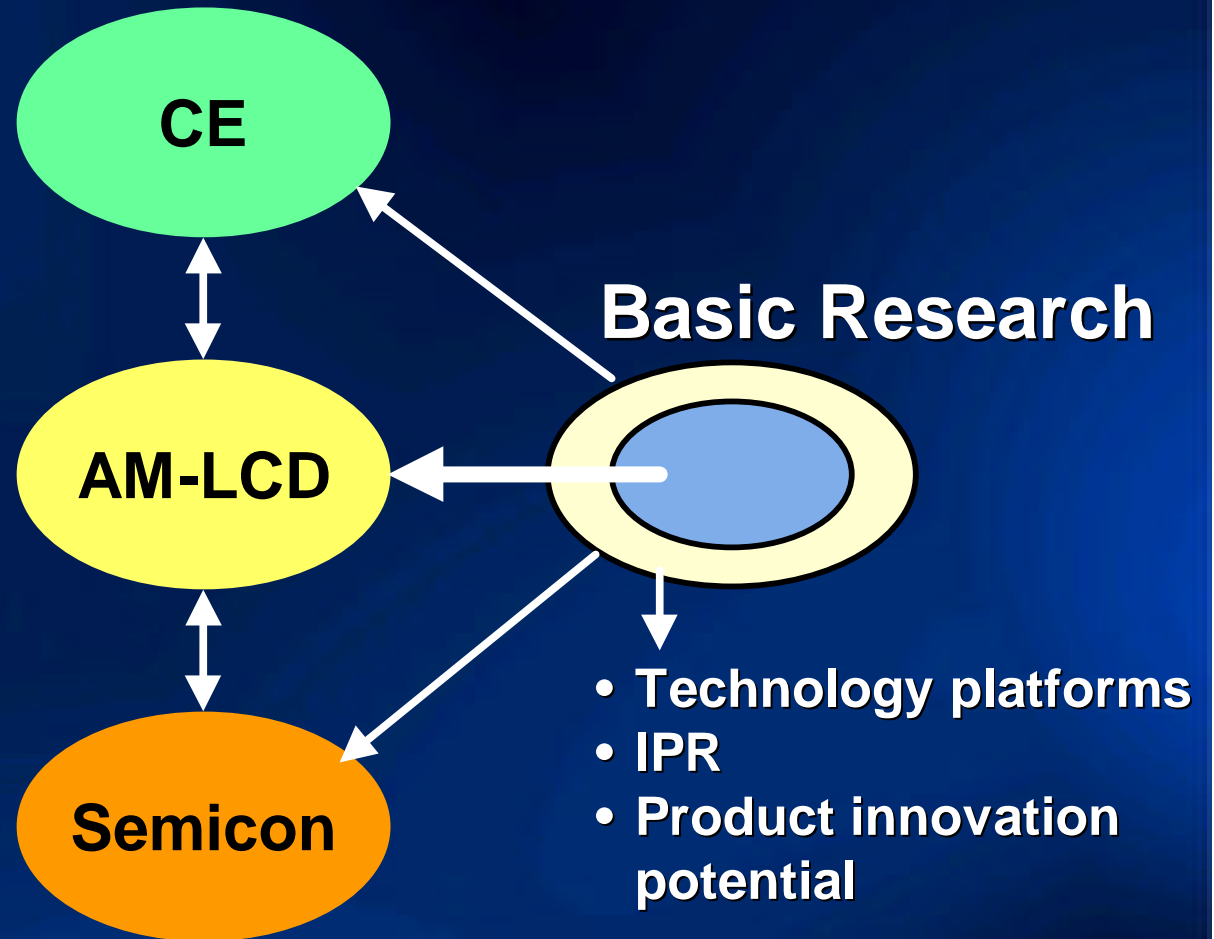 CE
Basic Research
AM-LCD
• Technology platforms
• IPR
• Product innovation
potential
Semicon